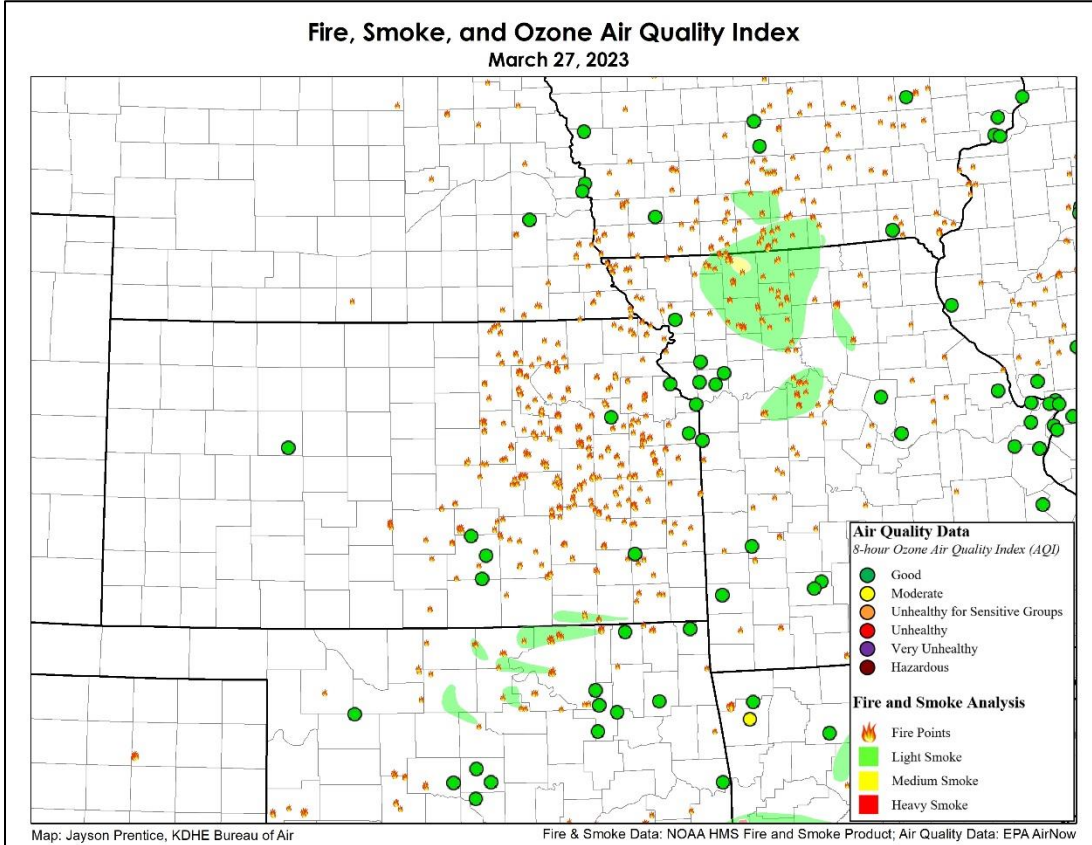 Fire, Smoke, and Ozone Air Quality Index
March 27, 2023
Air Quality Data
8-hour Ozone Air Quality Index (AQI)
Good
Moderate
Unhealthy for Sensitive Groups
Unhealthy
Very Unhealthy
Hazardous
Fire and Smoke Analysis
Fire Points
Light Smoke
Medium Smoke
Heavy Smoke
Map: Jayson Prentice, KDHE Bureau of Air
Fire & Smoke Data: NOAA HMS Fire and Smoke Product; Air Quality Data: EPA AirNow